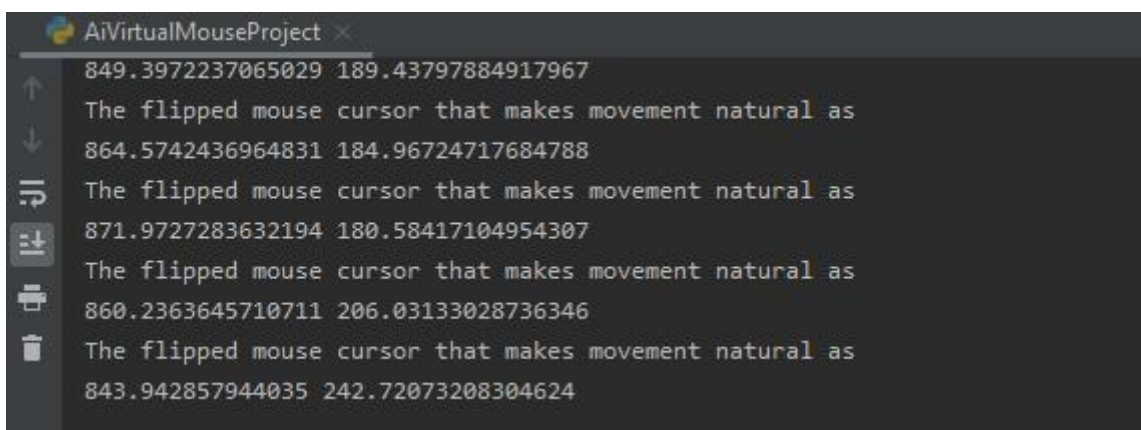 AiVirtualMouseProject
849.3972237065029 189.43797884917967
The flipped mouse cursor that makes movement natural as
864.5742436964831 184.96724717684788
The flipped mouse cursor that makes movement natural as
871.9727283632194 180.58417104954307
The flipped mouse cursor that makes movement natural as
860.2363645710711 206.03133028736346
The flipped mouse cursor that makes movement natural as
843.942857944035 242.72073208304624